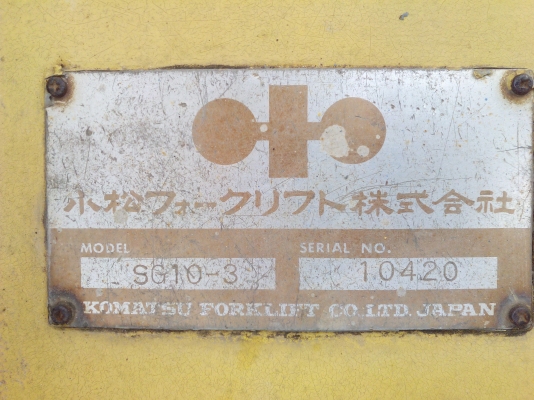 小松フォークリフト株式会社
MODEL SERIAL NO.
SG10-3 10420
KOMATSU FORKLIFT CO.,LTD. JAPAN